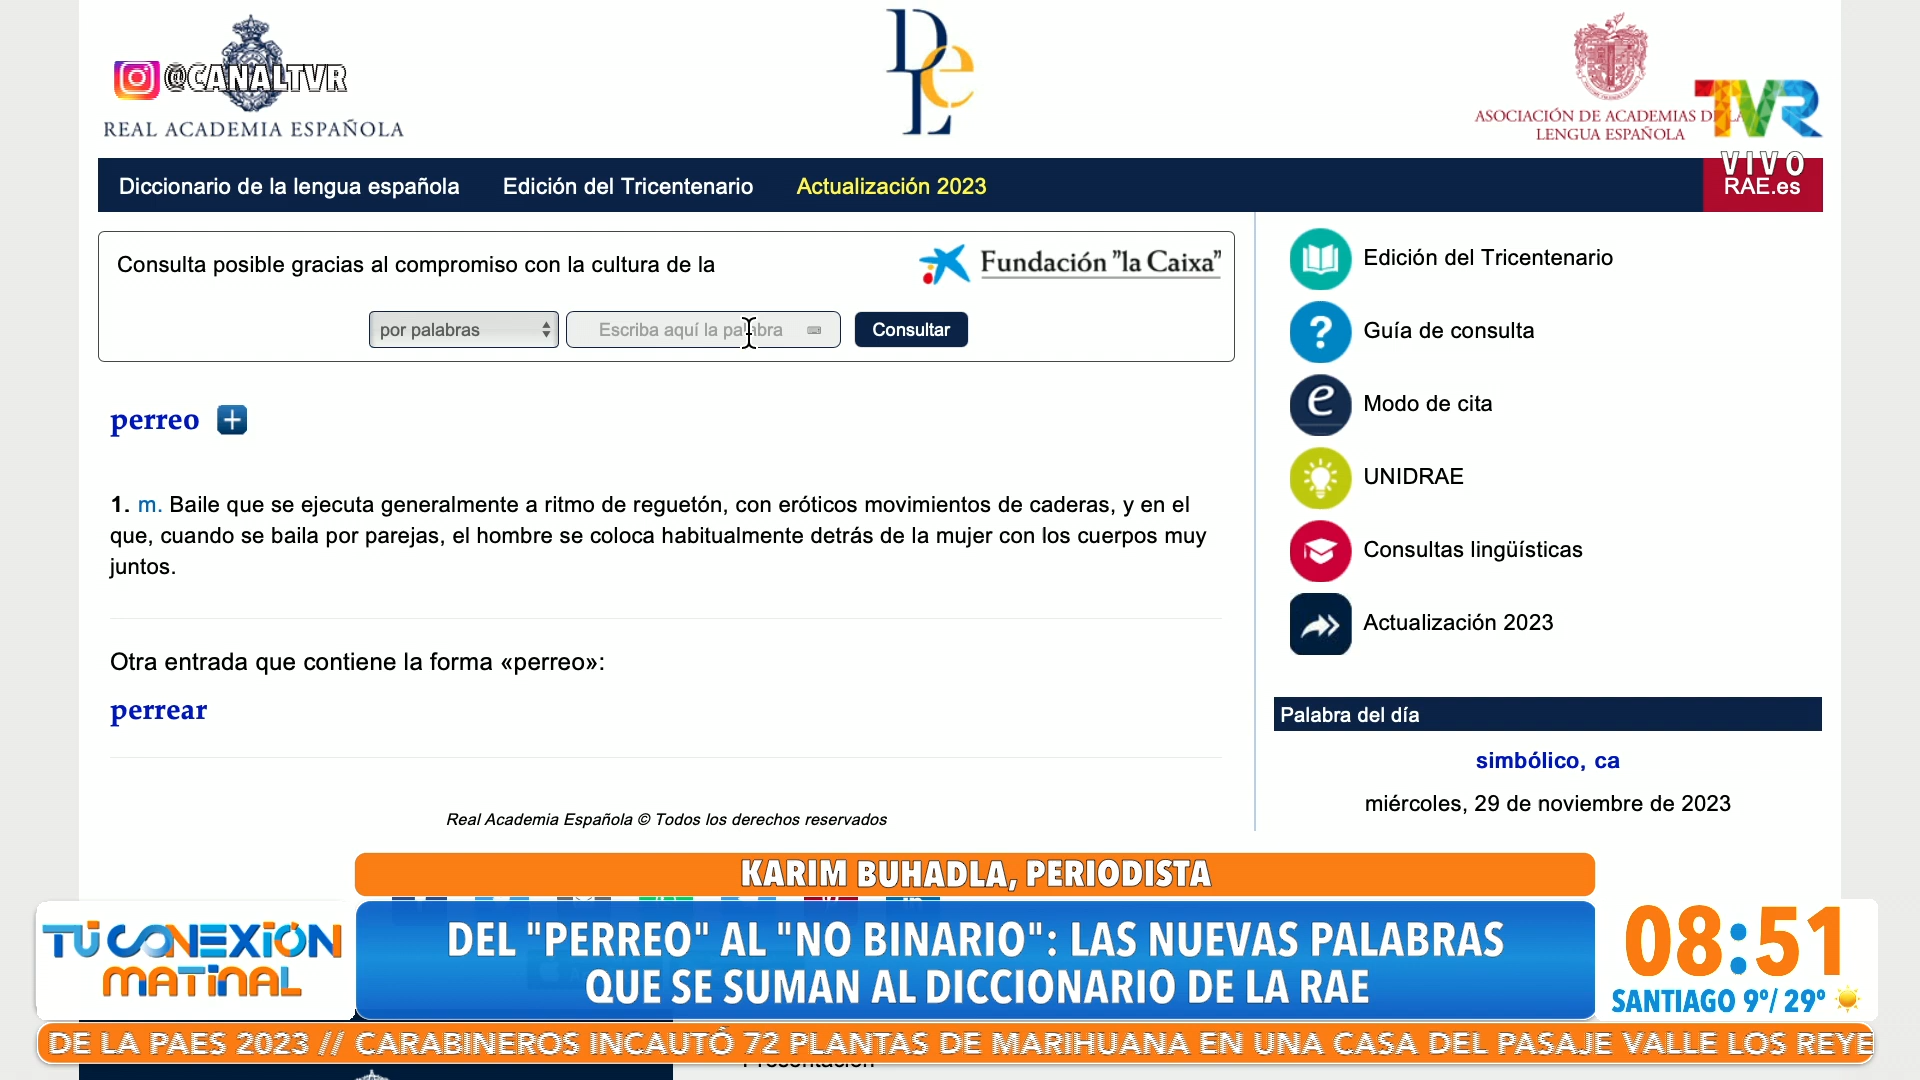 @CANALTVR
REAL ACADEMIA ESPAÑOLA
DLe
ASOCIACIÓN DE ACADEMIAS
LENGUA ESPAÑOLA
TVR
VIVO
Diccionario de la lengua española Edición del Tricentenario Actualización 2023 RAE.es
Consulta posible gracias al compromiso con la cultura de la Fundación "la Caixa"
por palabras Escriba aquí la palabra Consultar
perreo +
1. m. Baile que se ejecuta generalmente a ritmo de reguetón, con eróticos movimientos de caderas, y en el
que, cuando se baila por parejas, el hombre se coloca habitualmente detrás de la mujer con los cuerpos muy
juntos.
Otra entrada que contiene la forma «perreo»:
perrear
Real Academia Española © Todos los derechos reservados
Edición del Tricentenario
? Guía de consulta
e Modo de cita
UNIDRAE
Consultas lingüísticas
Actualización 2023
Palabra del día
simbólico, ca
miércoles, 29 de noviembre de 2023
KARIM BUHADLA, PERIODISTA
TU CONEXIÓN
MATINAL
DEL "PERREO" AL "NO BINARIO": LAS NUEVAS PALABRAS
QUE SE SUMAN AL DICCIONARIO DE LA RAE
08:51
SANTIAGO 9º/ 29º
DE LA PAES 2023 // CARABINEROS INCAUTÓ 72 PLANTAS DE MARIHUANA EN UNA CASA DEL PASAJE VALLE LOS REYE